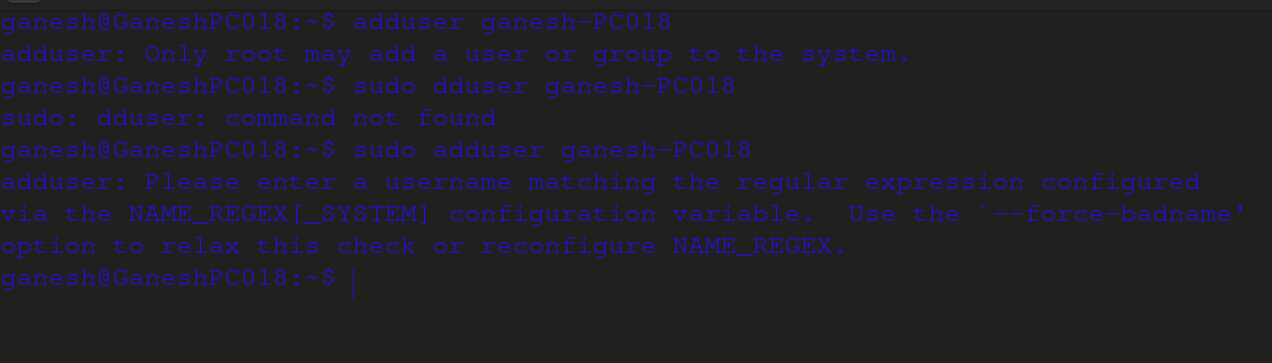 ganesh@GaneshPC018:~$ adduser ganesh-PC018
adduser: Only root may add a user or group to the system.
ganesh@GaneshPC018:~$ sudo dduser ganesh-PC018
sudo: dduser: command not found
ganesh@GaneshPC018:~$ sudo adduser ganesh-PC018
adduser: Please enter a username matching the regular expression configured
via the NAME_REGEX[_SYSTEM] configuration variable.  Use the `--force-badname'
option to relax this check or reconfigure NAME_REGEX.
ganesh@GaneshPC018:~$